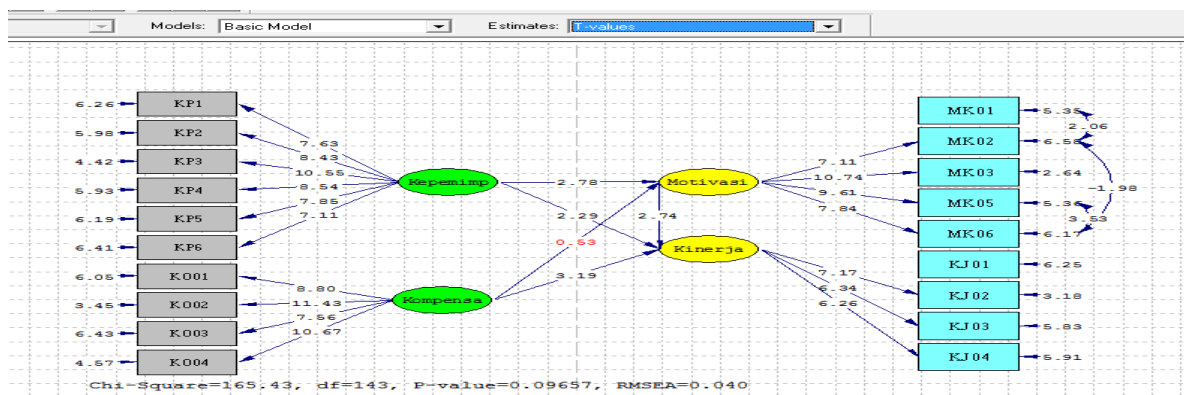 Models: Basic Model Estimates: T-values
6.26 KP1
5.98 KP2
4.42 KP3
5.93 KP4
6.19 KP5
6.41 KP6
6.05 KO01
3.45 KO02
6.43 KO03
4.57 KO04
7.63
8.43
10.55
8.54
7.85
7.11
8.80
11.43
7.56
10.67
Kepemimp
Kompensa
2.78
2.29
0.53
3.19
2.74
Motivasi
Kinerja
7.11
10.74
9.61
7.84
7.17
6.34
6.26
MK01 5.35
MK02 6.58
MK03 2.64
MK05 5.36
MK06 6.17
KJ01 6.25
KJ02 3.18
KJ03 5.83
KJ04 5.91
2.06
-1.98
3.53
Chi-Square=165.43, df=143, P-value=0.09657, RMSEA=0.040